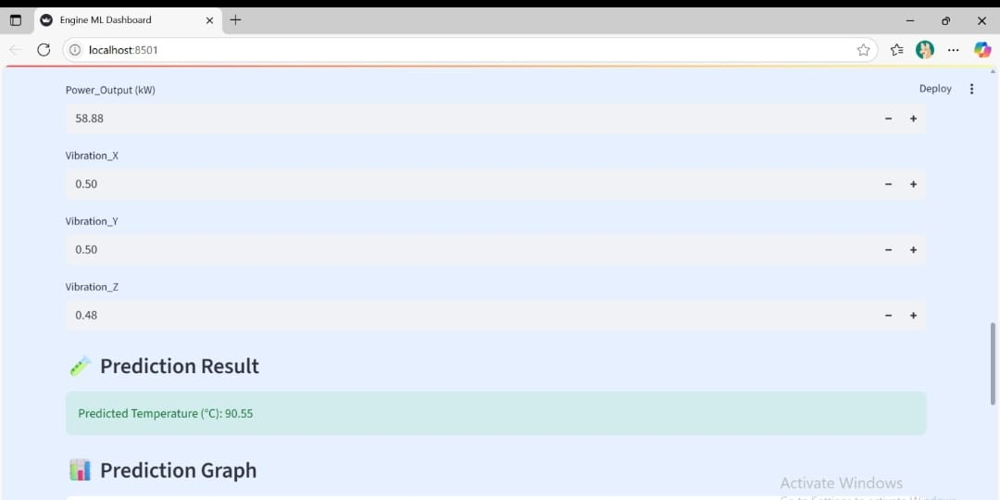 Engine ML Dashboard
localhost:8501
Deploy
Power_Output (kW)
58.88
Vibration_X
0.50
Vibration_Y
0.50
Vibration_Z
0.48
Prediction Result
Predicted Temperature (°C): 90.55
Prediction Graph
Activate Windows